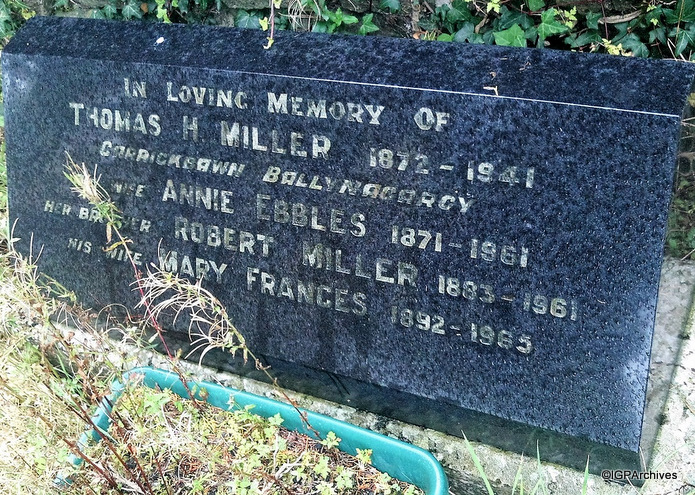 IN LOVING MEMORY OF
THOMAS H. MILLER 1872 - 1941
CARRICKBAWN BALLYNACARGY
WIFE ANNIE EBBLES 1871 - 1961
HER BROTHER ROBERT MILLER 1883 - 1961
HIS WIFE MARY FRANCES 1892 - 1965
©IGPArchives